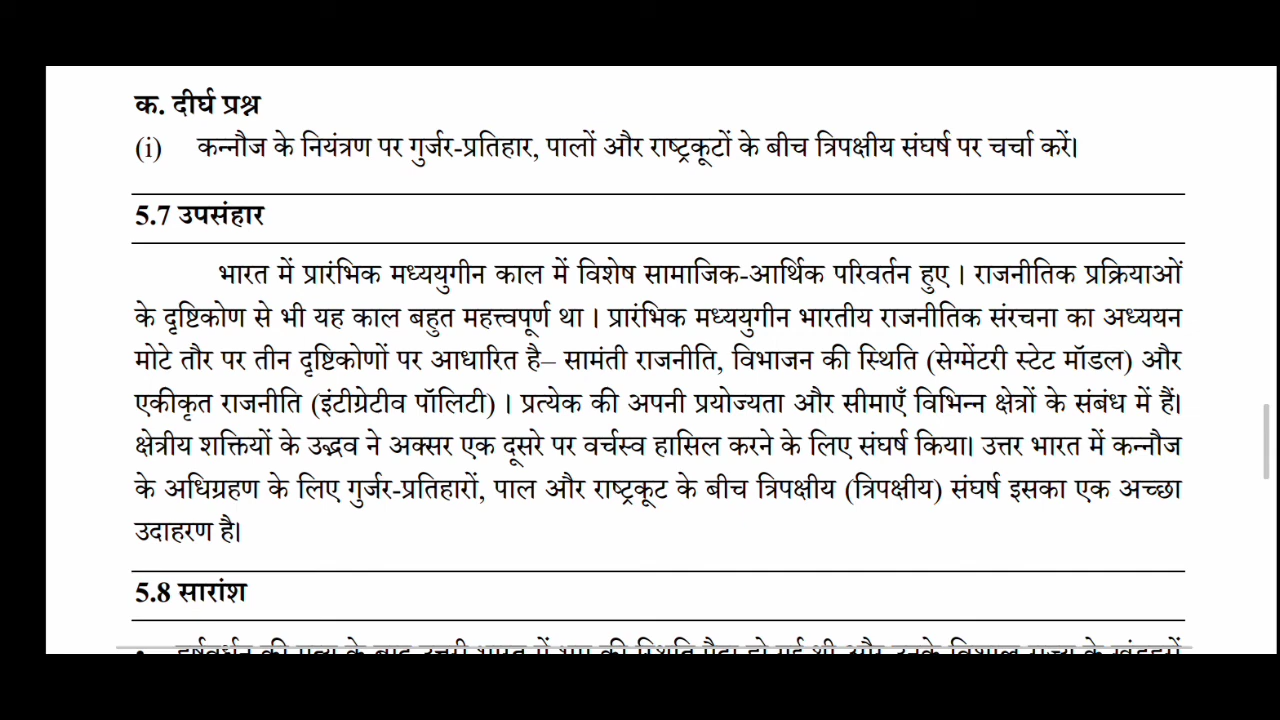 क. दीर्घ प्रश्न
(i) कन्नौज के नियंत्रण पर गुर्जर-प्रतिहार, पालों और राष्ट्रकूटों के बीच त्रिपक्षीय संघर्ष पर चर्चा करें।
5.7 उपसंहार
भारत में प्रारंभिक मध्ययुगीन काल में विशेष सामाजिक-आर्थिक परिवर्तन हुए । राजनीतिक प्रक्रियाओं
के दृष्टिकोण से भी यह काल बहुत महत्त्वपूर्ण था । प्रारंभिक मध्ययुगीन भारतीय राजनीतिक संरचना का अध्ययन
मोटे तौर पर तीन दृष्टिकोणों पर आधारित है– सामंती राजनीति, विभाजन की स्थिति (सेग्मेंटरी स्टेट मॉडल) और
एकीकृत राजनीति (इंटीग्रेटीव पॉलिटी) । प्रत्येक की अपनी प्रयोज्यता और सीमाएँ विभिन्न क्षेत्रों के संबंध में हैं।
क्षेत्रीय शक्तियों के उद्भव ने अक्सर एक दूसरे पर वर्चस्व हासिल करने के लिए संघर्ष किया। उत्तर भारत में कन्नौज
के अधिग्रहण के लिए गुर्जर-प्रतिहारों, पाल और राष्ट्रकूट के बीच त्रिपक्षीय (त्रिपक्षीय) संघर्ष इसका एक अच्छा
उदाहरण है।
5.8 सारांश